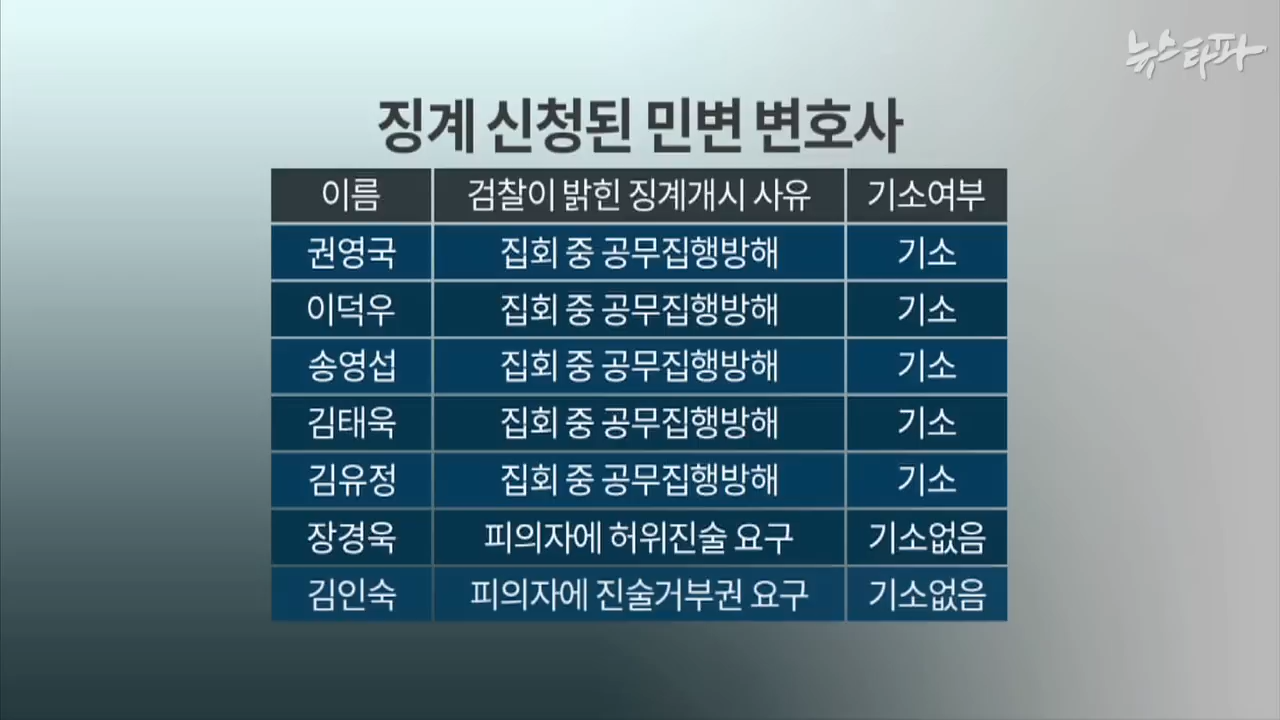 뉴스타파
징계 신청된 민변 변호사
이름 검찰이 밝힌 징계개시 사유 기소여부
권영국 집회 중 공무집행방해 기소
이덕우 집회 중 공무집행방해 기소
송영섭 집회 중 공무집행방해 기소
김태욱 집회 중 공무집행방해 기소
김유정 집회 중 공무집행방해 기소
장경욱 피의자에 허위진술 요구 기소없음
김인숙 피의자에 진술거부권 요구 기소없음